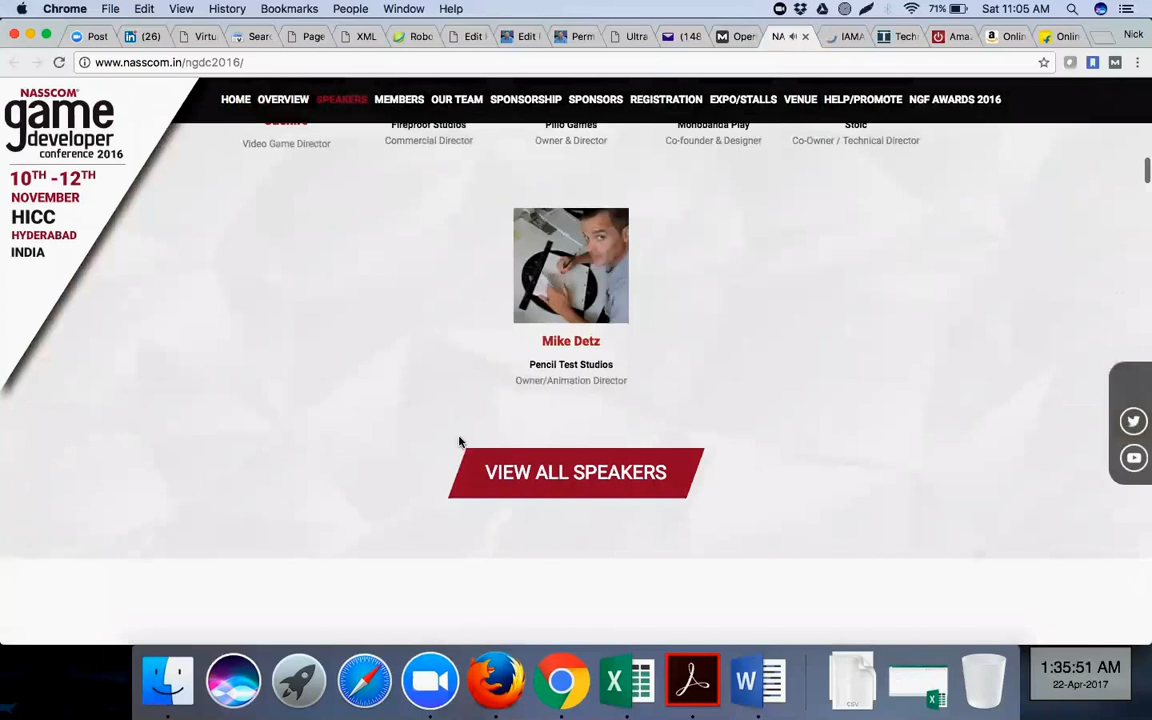 Chrome File Edit View History Bookmarks People Window Help 71% Sat 11:05 AM
Post (26) Virtu Searc Page XML Robo Edit Edit Perm Ultra (148 Oper NA IAMA Tech Ama Onlin Onlin Nick
www.nasscom.in/ngdc2016/
HOME OVERVIEW SPEAKERS MEMBERS OUR TEAM SPONSORSHIP SPONSORS REGISTRATION EXPO/STALLS VENUE HELP/PROMOTE NGF AWARDS 2016
NASSCOM®
game
developer
conference 2016
10TH -12TH
NOVEMBER
HICC
HYDERABAD
INDIA
Fireproof Studios Pillo Games Monobanda Play Stoic
Video Game Director Commercial Director Owner & Director Co-founder & Designer Co-Owner / Technical Director
Mike Detz
Pencil Test Studios
Owner/Animation Director
VIEW ALL SPEAKERS
CSV
1:35:51 AM
22-Apr-2017